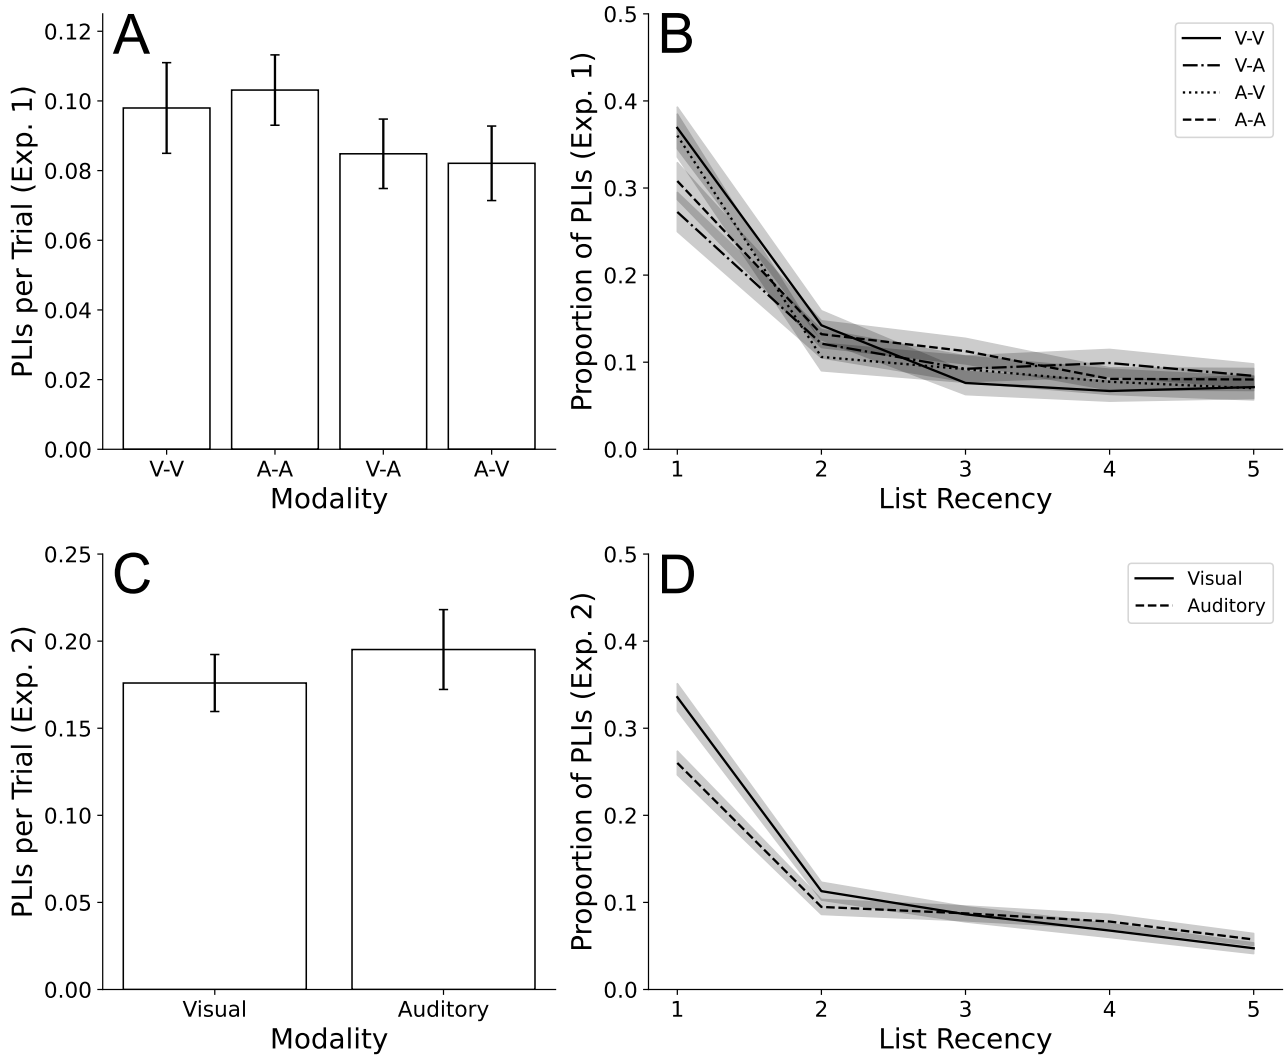 A
PLIs per Trial (Exp. 1)
0.12
0.10
0.08
0.06
0.04
0.02
0.00
V-V A-A V-A A-V
Modality
B
Proportion of PLIs (Exp. 1)
0.5
0.4
0.3
0.2
0.1
0.0
1 2 3 4 5
List Recency
V-V
V-A
A-V
A-A
C
PLIs per Trial (Exp. 2)
0.25
0.20
0.15
0.10
0.05
0.00
Visual Auditory
Modality
D
Proportion of PLIs (Exp. 2)
0.5
0.4
0.3
0.2
0.1
0.0
1 2 3 4 5
List Recency
Visual
Auditory